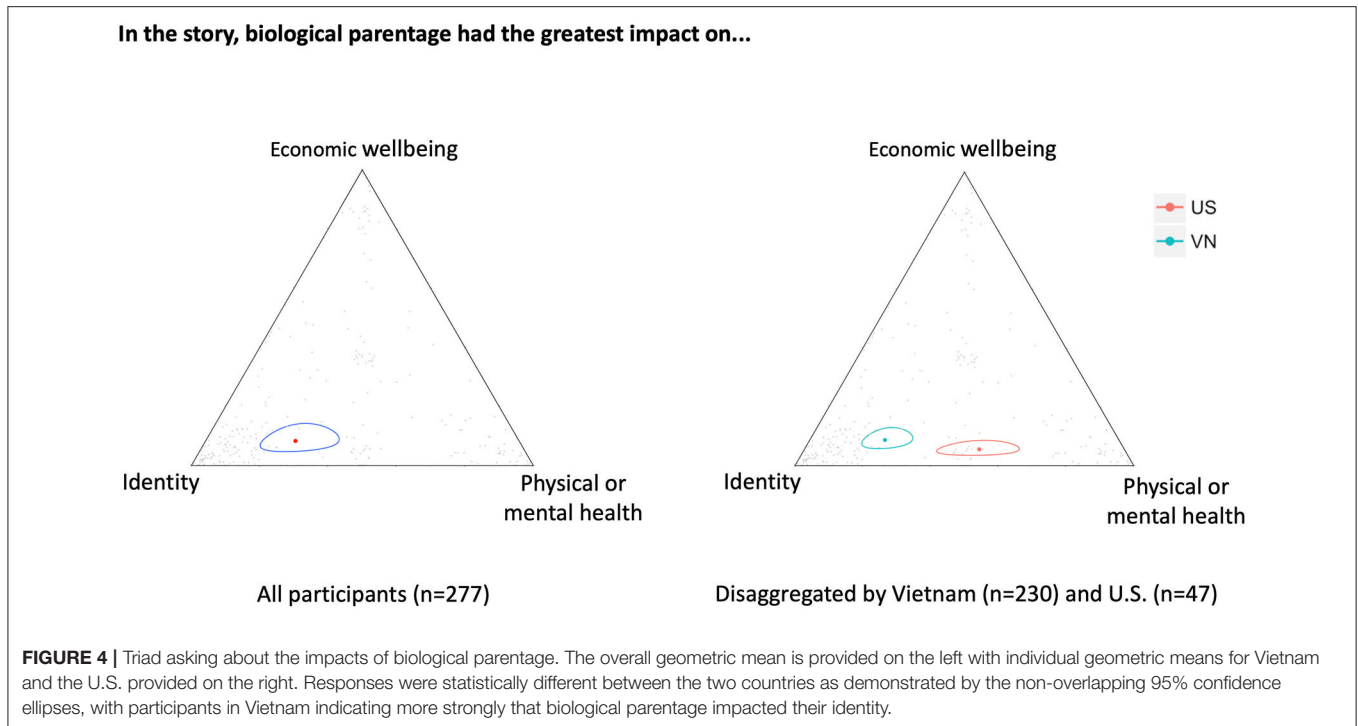 In the story, biological parentage had the greatest impact on...
Economic wellbeing
Identity
Physical or
mental health
All participants (n=277)
Economic wellbeing
US
VN
Identity
Physical or
mental health
Disaggregated by Vietnam (n=230) and U.S. (n=47)
FIGURE 4 | Triad asking about the impacts of biological parentage. The overall geometric mean is provided on the left with individual geometric means for Vietnam
and the U.S. provided on the right. Responses were statistically different between the two countries as demonstrated by the non-overlapping 95% confidence
ellipses, with participants in Vietnam indicating more strongly that biological parentage impacted their identity.